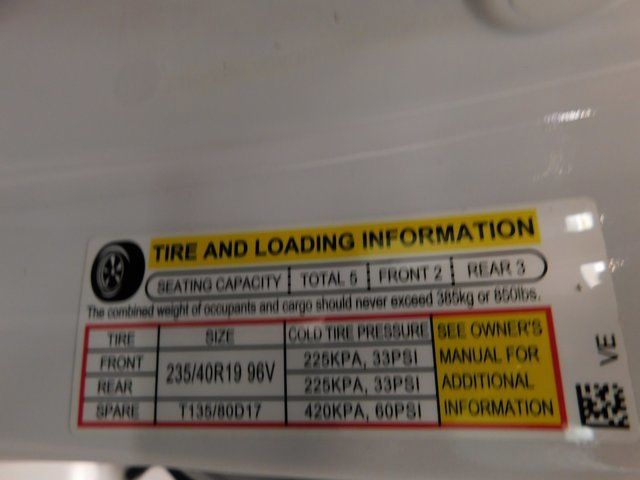 TIRE AND LOADING INFORMATION
SEATING CAPACITY TOTAL 5 FRONT 2 REAR 3
The combined weight of occupants and cargo should never exceed 385kg or 850lbs.
TIRE SIZE COLD TIRE PRESSURE SEE OWNER'S
FRONT 235/40R19 96V 225KPA, 33PSI MANUAL FOR
REAR 225KPA, 33PSI ADDITIONAL
SPARE T135/80D17 420KPA, 60PSI INFORMATION
VE